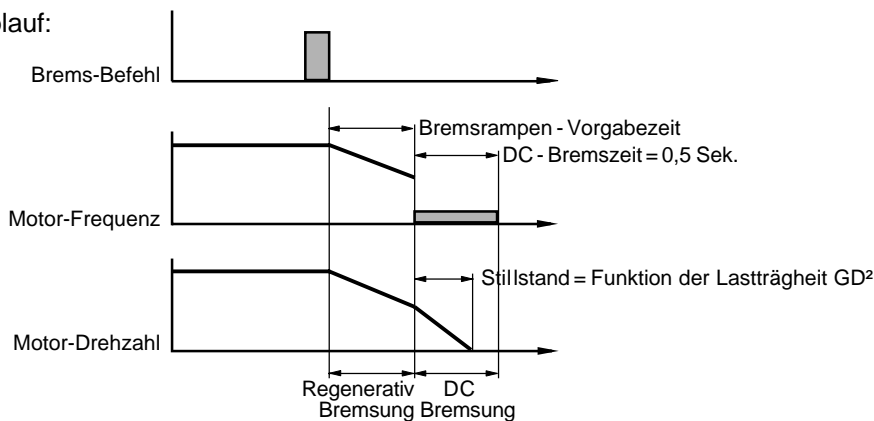 lauf:
Brems-Befehl
Bremsrampen - Vorgabezeit
DC - Bremszeit = 0,5 Sek.
Motor-Frequenz
Stillstand = Funktion der Lastträgheit GD²
Motor-Drehzahl
Regenerativ DC
Bremsung Bremsung